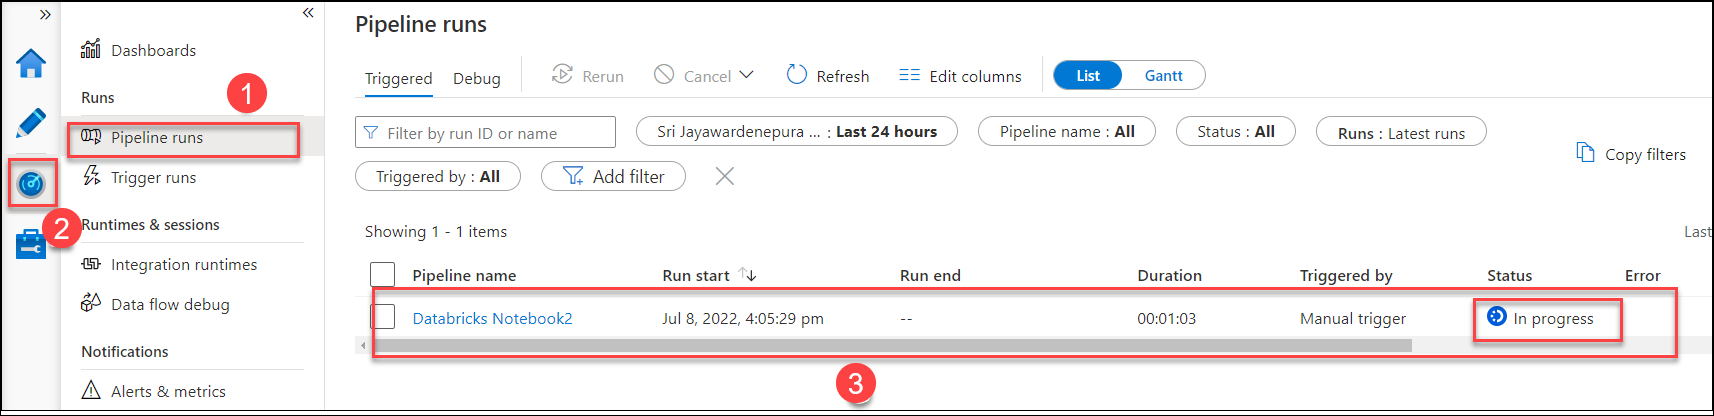 » «
Dashboards
Runs
1
Pipeline runs
Trigger runs
2
Runtimes & sessions
Integration runtimes
Data flow debug
Notifications
Alerts & metrics
Pipeline runs
Triggered Debug Rerun Cancel Refresh Edit columns List Gantt
Filter by run ID or name Sri Jayawardenepura ... : Last 24 hours Pipeline name : All Status : All Runs : Latest runs
Copy filters
Triggered by : All Add filter
Showing 1 - 1 items Last
Pipeline name Run start ↑↓ Run end Duration Triggered by Status Error
Databricks Notebook2 Jul 8, 2022, 4:05:29 pm -- 00:01:03 Manual trigger In progress
3